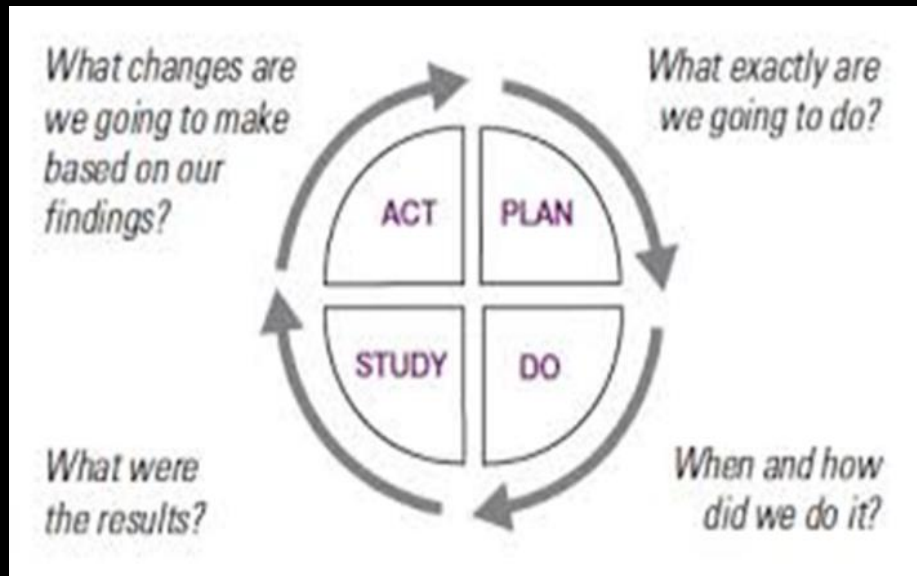 What changes are
we going to make
based on our
findings?
What exactly are
we going to do?
ACT
PLAN
STUDY
DO
What were
the results?
When and how
did we do it?